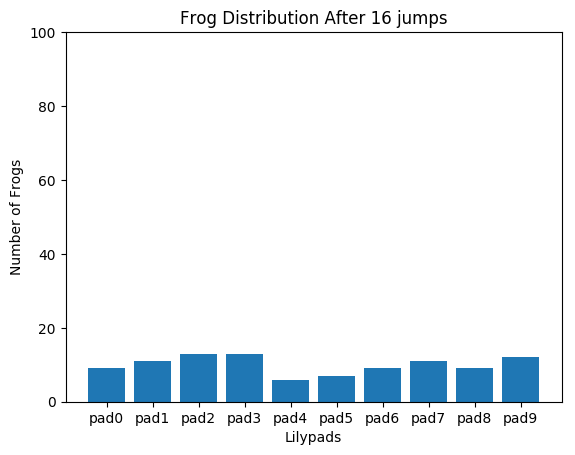 Frog Distribution After 16 jumps
100
80
60
40
20
0
Number of Frogs
pad0 pad1 pad2 pad3 pad4 pad5 pad6 pad7 pad8 pad9
Lilypads